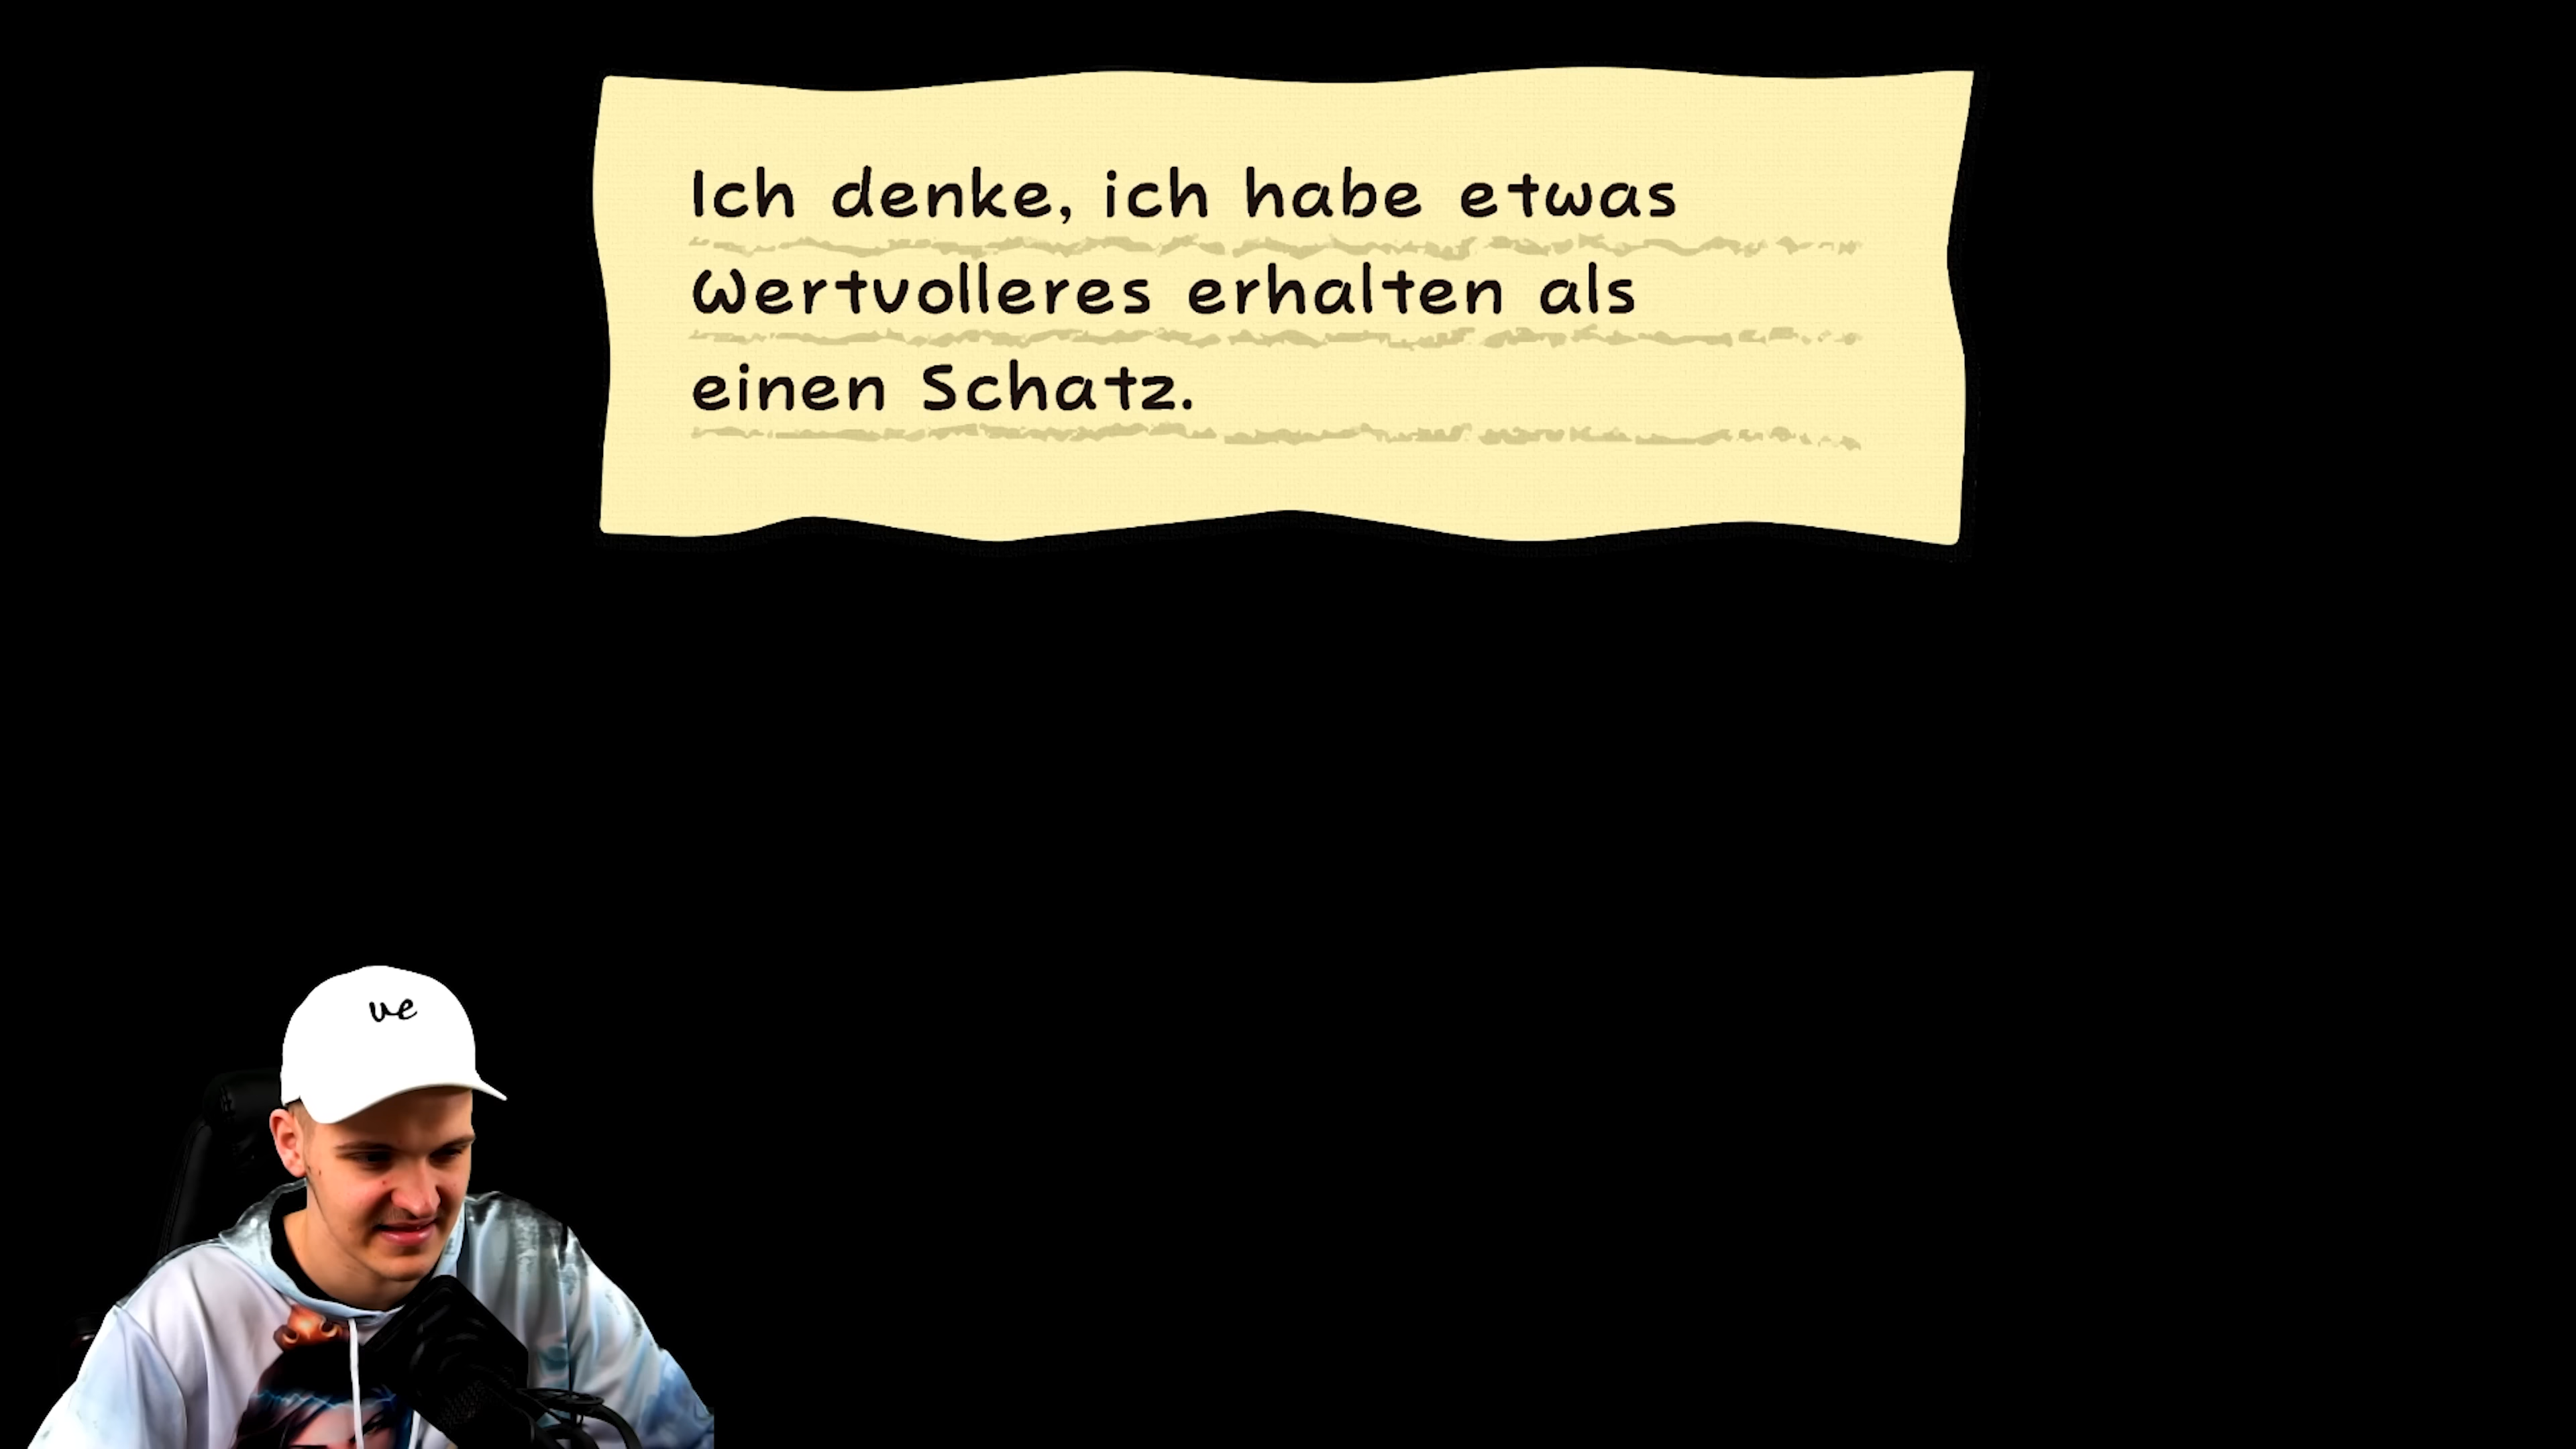 Ich denke, ich habe etwas
Wertvolleres erhalten als
einen Schatz.
ve